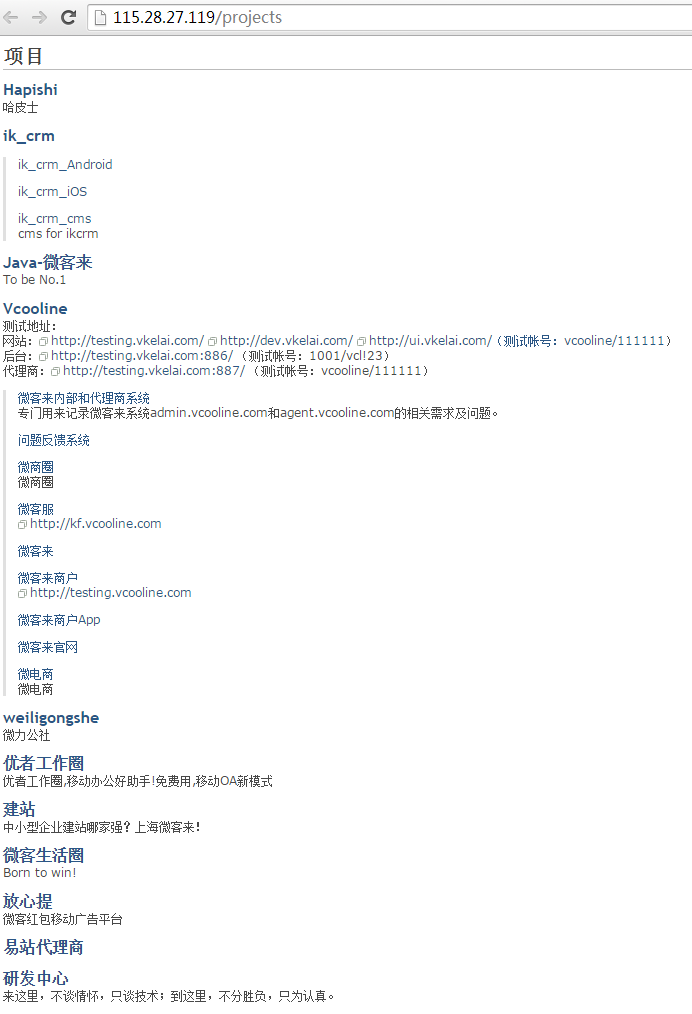 115.28.27.119/projects
项目
Hapishi
哈皮士
ik_crm
ik_crm_Android
ik_crm_iOS
ik_crm_cms
cms for ikcrm
Java-微客来
To be No.1
Vcooline
测试地址:
网站: http://testing.vkelai.com/ http://dev.vkelai.com/ http://ui.vkelai.com/（测试帐号: vcooline/111111）
后台: http://testing.vkelai.com:886/ （测试帐号: 1001/vcl!23）
代理商: http://testing.vkelai.com:887/ （测试帐号: vcooline/111111）
微客来内部和代理商系统
专门用来记录微客来系统admin.vcooline.com和agent.vcooline.com的相关需求及问题。
问题反馈系统
微商圈
微商圈
微客服
http://kf.vcooline.com
微客来
微客来商户
http://testing.vcooline.com
微客来商户App
微客来官网
微电商
微电商
weiligongshe
微力公社
优者工作圈
优者工作圈,移动办公好助手!免费用,移动OA新模式
建站
中小型企业建站哪家强？上海微客来！
微客生活圈
Born to win!
放心提
微客红包移动广告平台
易站代理商
研发中心
来这里，不谈情怀，只谈技术；到这里，不分胜负，只为认真。